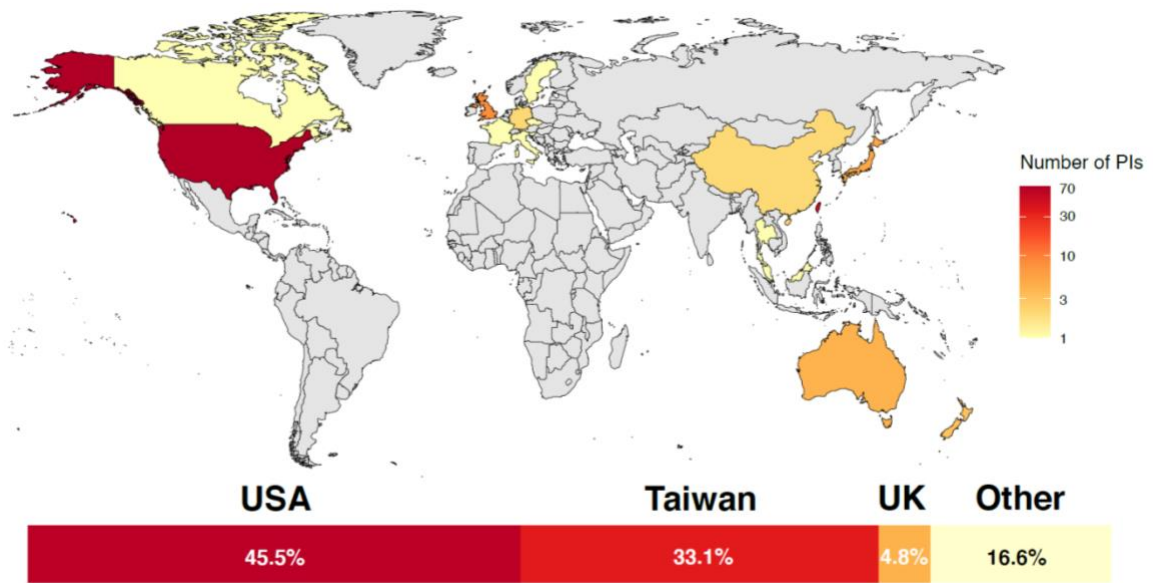 Number of PIs
70
30
10
3
1
USA Taiwan UK Other
45.5% 33.1% 4.8% 16.6%